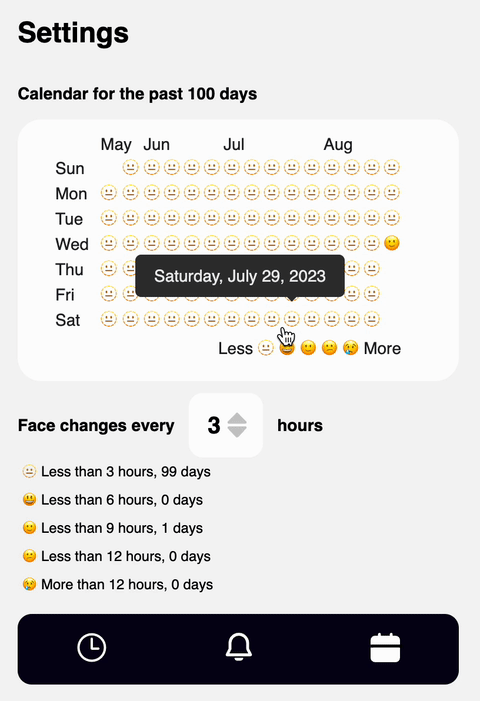 Settings
Calendar for the past 100 days
May Jun Jul Aug
Sun
Mon
Tue
Wed
Thu
Saturday, July 29, 2023
Fri
Sat
Less More
Face changes every 3 hours
Less than 3 hours, 99 days
Less than 6 hours, 0 days
Less than 9 hours, 1 days
Less than 12 hours, 0 days
More than 12 hours, 0 days